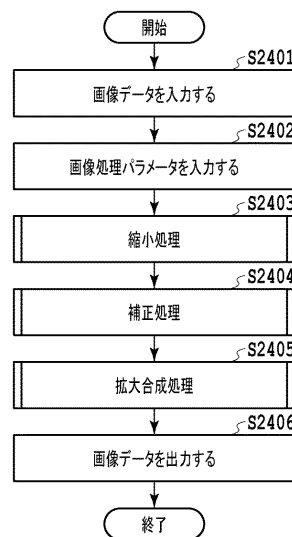 開始
S2401
画像データを入力する
S2402
画像処理パラメータを入力する
S2403
縮小処理
S2404
補正処理
S2405
拡大合成処理
S2406
画像データを出力する
終了